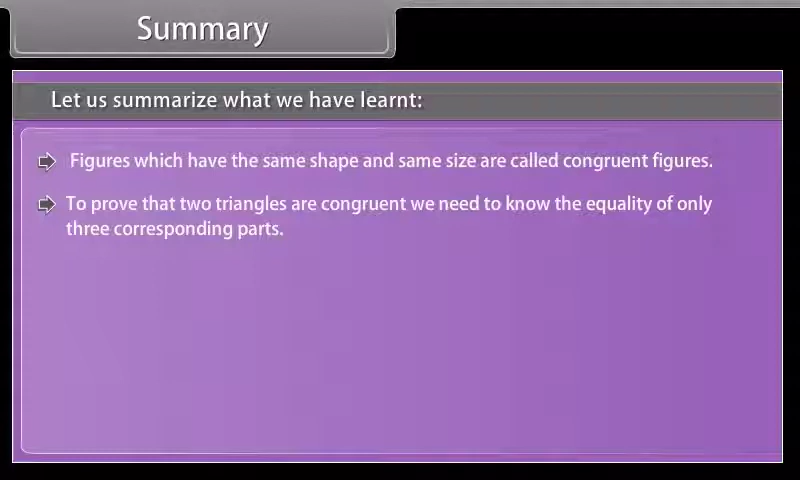 Summary
Let us summarize what we have learnt:
Figures which have the same shape and same size are called congruent figures.
To prove that two triangles are congruent we need to know the equality of only
three corresponding parts.